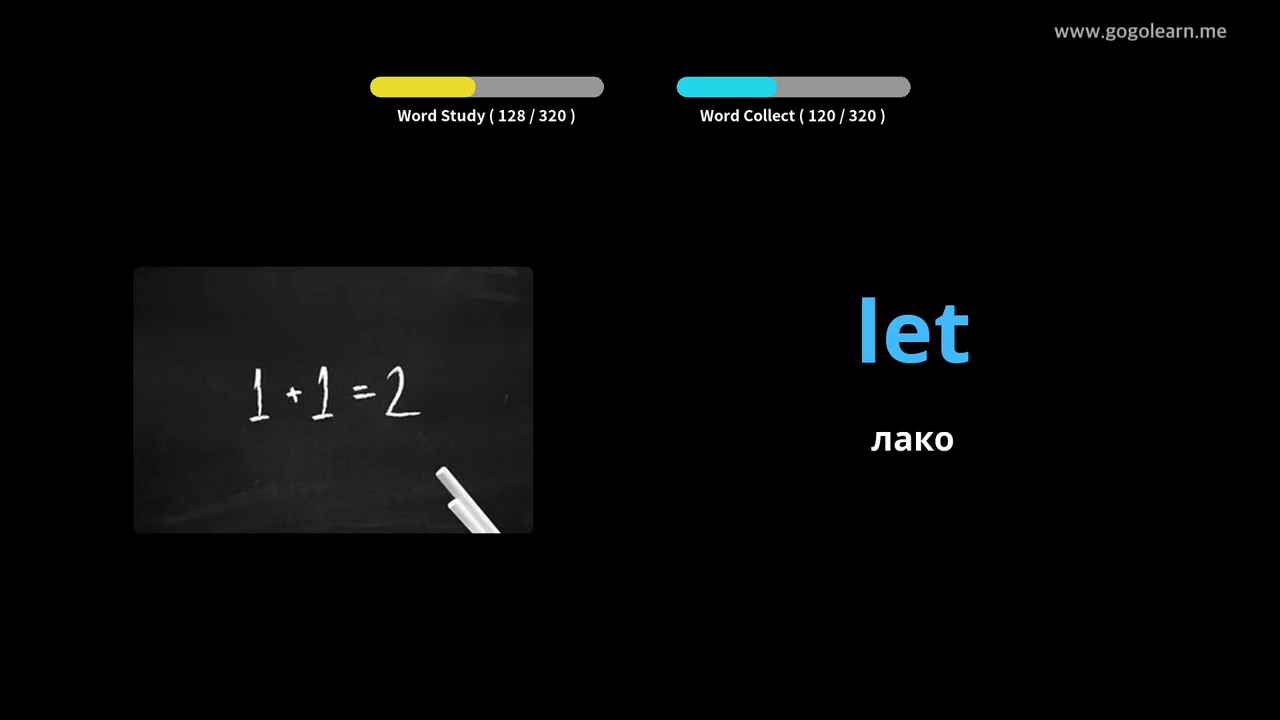 www.gogolearn.me
Word Study ( 128 / 320 )
Word Collect ( 120 / 320 )
1 + 1 = 2
let
лако